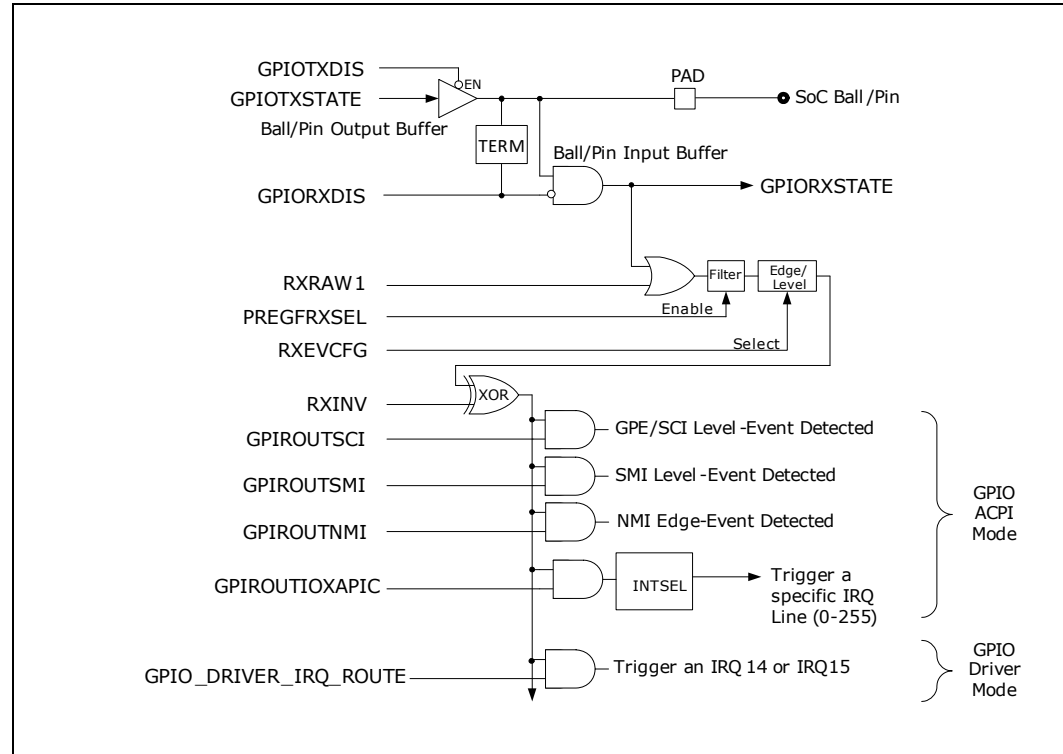 GPIOTXDIS
EN
PAD
GPIOTXSTATE
SoC Ball/Pin
Ball/Pin Output Buffer
TERM
Ball/Pin Input Buffer
GPIORXDIS
GPIORXSTATE
RXRAW1
Filter
Edge/
Level
Enable
PREGFRXSEL
Select
RXEVCFG
XOR
RXINV
GPE/SCI Level-Event Detected
GPIROUTSCI
SMI Level-Event Detected
GPIROUTSMI
NMI Edge-Event Detected
GPIROUTNMI
GPIO
ACPI
Mode
GPIROUTIOXAPIC
INTSEL
Trigger a
specific IRQ
Line (0-255)
GPIO_DRIVER_IRQ_ROUTE
Trigger an IRQ 14 or IRQ15
GPIO
Driver
Mode